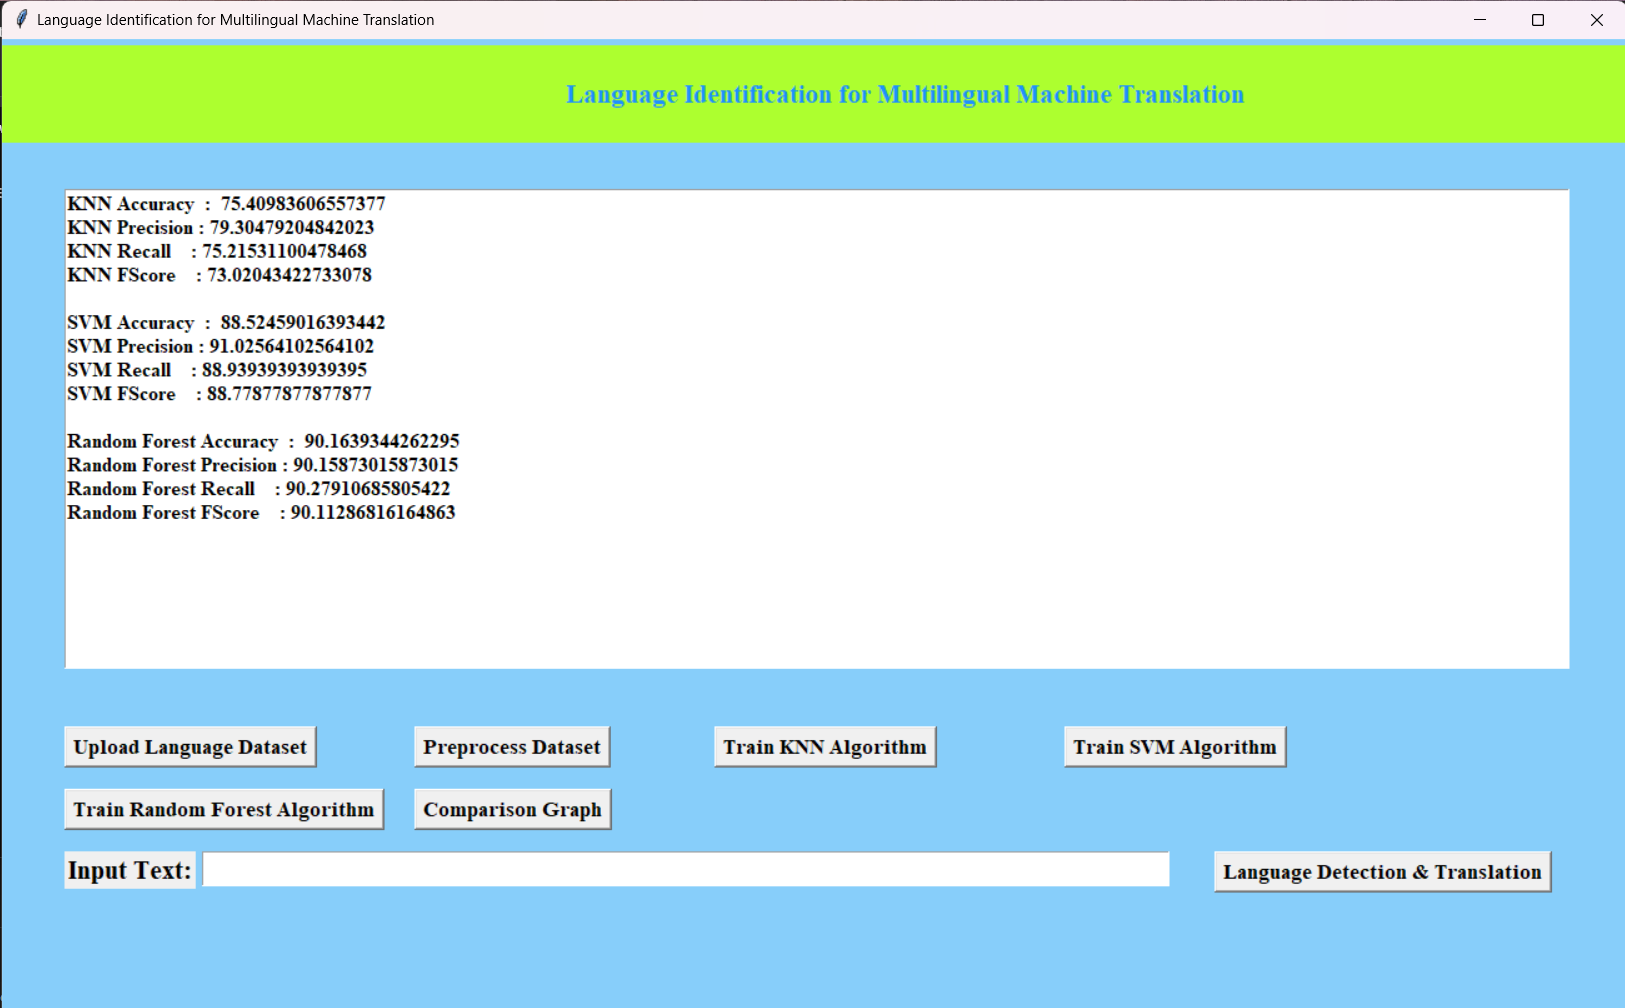 Language Identification for Multilingual Machine Translation
Language Identification for Multilingual Machine Translation
KNN Accuracy : 75.40983606557377
KNN Precision : 79.30479204842023
KNN Recall : 75.21531100478468
KNN FScore : 73.02043422733078
SVM Accuracy : 88.52459016393442
SVM Precision : 91.02564102564102
SVM Recall : 88.93939393939395
SVM FScore : 88.77877877877877
Random Forest Accuracy : 90.1639344262295
Random Forest Precision : 90.15873015873015
Random Forest Recall : 90.27910685805422
Random Forest FScore : 90.11286816164863
Upload Language Dataset
Preprocess Dataset
Train KNN Algorithm
Train SVM Algorithm
Train Random Forest Algorithm
Comparison Graph
Input Text:
Language Detection & Translation